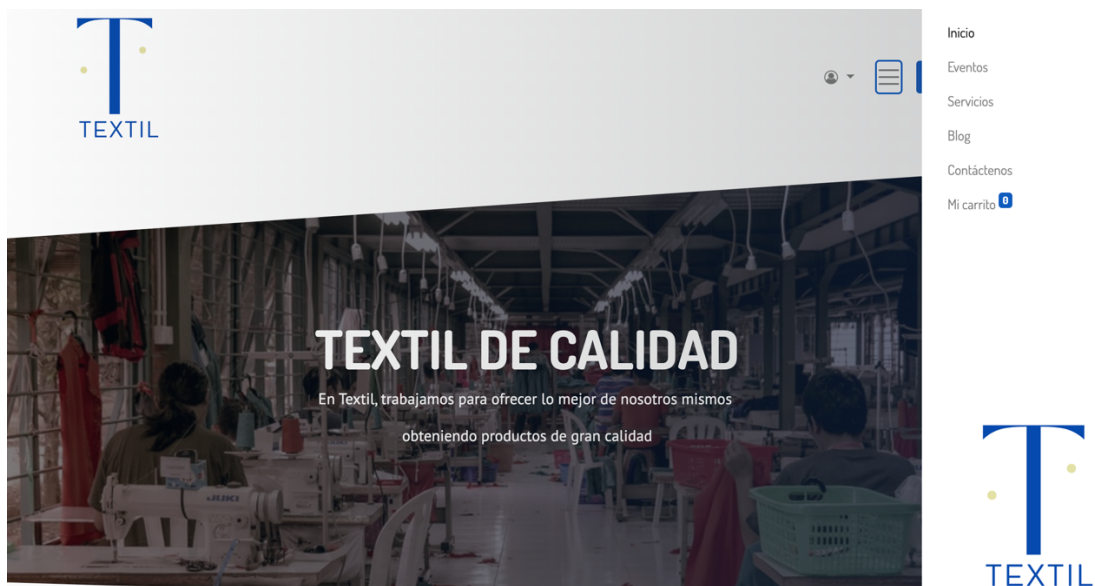 TEXTIL
TEXTIL DE CALIDAD
En Textil, trabajamos para ofrecer lo mejor de nosotros mismos
obteniendo productos de gran calidad
JUKI
Inicio
Eventos
Servicios
Blog
Contáctenos
Mi carrito 0
TEXTIL